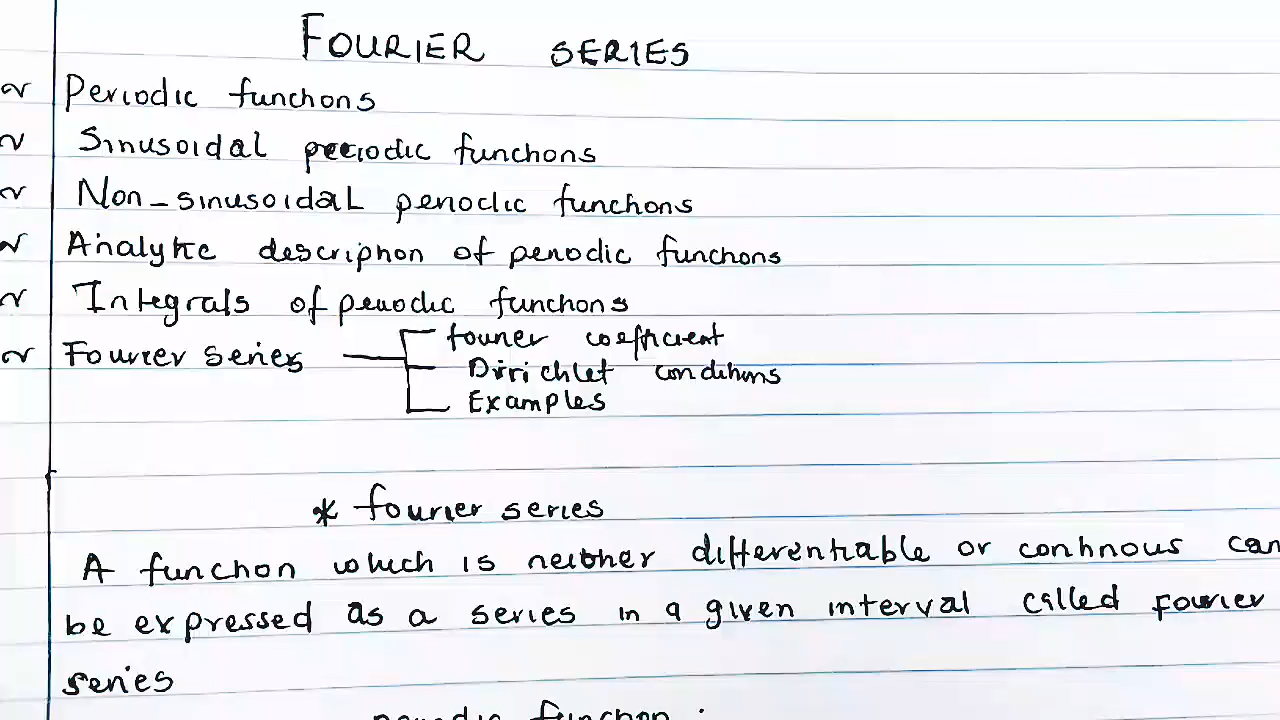 FOURIER SERIES
Periodic functions
Sinusoidal periodic functions
Non-sinusoidal periodic functions
Analytic description of periodic functions
Integrals of periodic functions
Fourier series
fourier coefficient
Dirichlet conditions
Examples
* fourier series
A function which is neither differentiable or continous can
be expressed as a series in a given interval called fourier
series
periodic function: